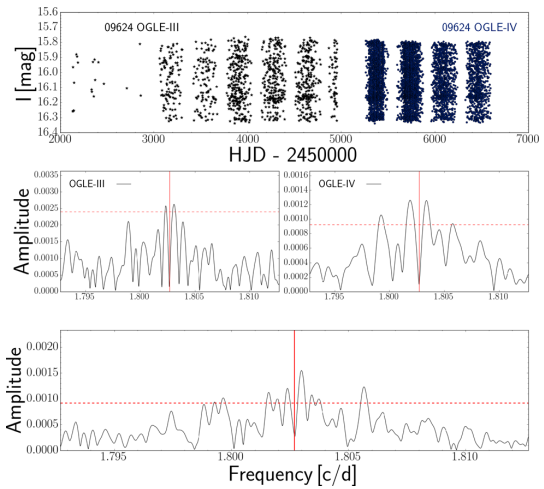 15.6
15.7
15.8
15.9
16.0
16.1
16.2
16.3
16.4
I [mag]
09624 OGLE-III
09624 OGLE-IV
2000 3000 4000 5000 6000 7000
HJD - 2450000
0.0035
0.0030
0.0025
0.0020
0.0015
0.0010
0.0005
0.0000
Amplitude
OGLE-III
1.795 1.800 1.805 1.810
0.0016
0.0014
0.0012
0.0010
0.0008
0.0006
0.0004
0.0002
0.0000
OGLE-IV
1.795 1.800 1.805 1.810
0.0020
0.0015
0.0010
0.0005
0.0000
Amplitude
1.795 1.800 1.805 1.810
Frequency [c/d]